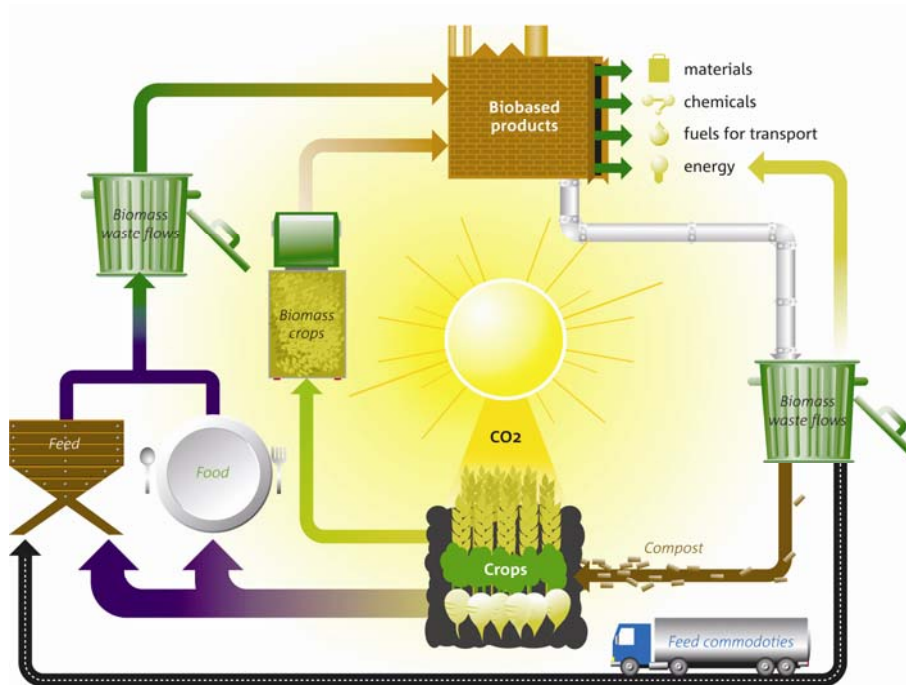 Biobased
products
materials
chemicals
fuels for transport
energy
Biomass
waste flows
Biomass
crops
Biomass
waste flows
CO2
Feed
Food
Crops
Compost
Feed commodoties